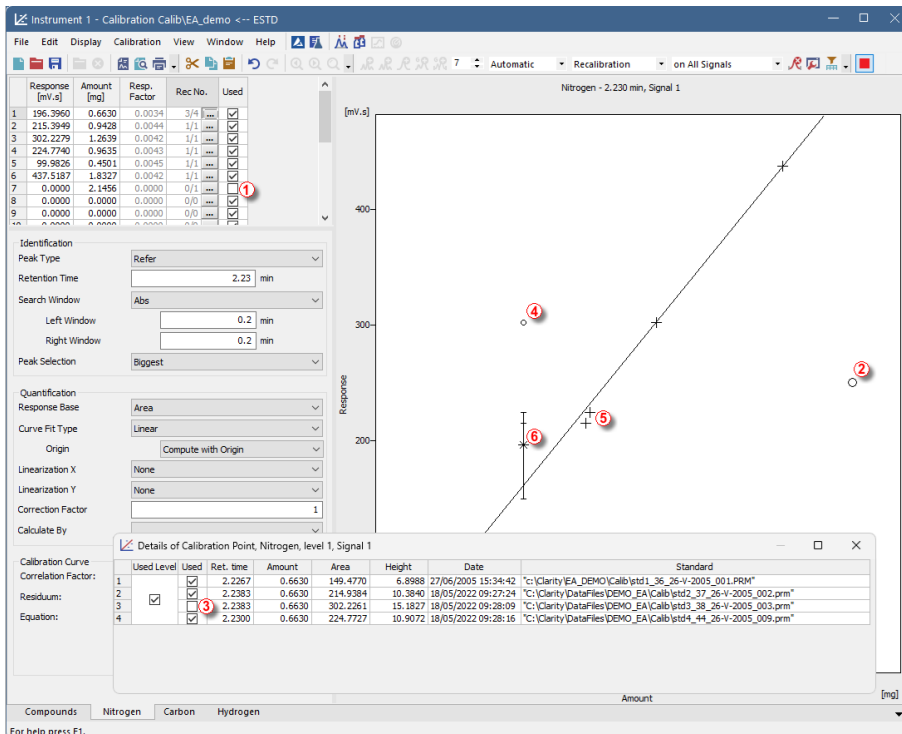 Instrument 1 - Calibration Calib\EA_demo <-- ESTD
File Edit Display Calibration View Window Help
7 Automatic Recalibration on All Signals
Response [mV.s] Amount [mg] Resp. Factor Rec No. Used
1 196.3960 0.6630 0.0034 3/4 ...
2 215.3949 0.9428 0.0044 1/1 ...
3 302.2279 1.2639 0.0042 1/1 ...
4 224.7740 0.9635 0.0043 1/1 ...
5 99.9826 0.4501 0.0045 1/1 ...
6 437.5187 1.8327 0.0042 1/1 ...
7 0.0000 2.1456 0.0000 0/1 ... 1
8 0.0000 0.0000 0.0000 0/0 ...
9 0.0000 0.0000 0.0000 0/0 ...
10 0.0000 0.0000 0.0000 0/0 ...
Identification
Peak Type Refer
Retention Time 2.23 min
Search Window Abs
Left Window 0.2 min
Right Window 0.2 min
Peak Selection Biggest
Quantification
Response Base Area
Curve Fit Type Linear
Origin Compute with Origin
Linearization X None
Linearization Y None
Correction Factor 1
Calculate By
Calibration Curve
Correlation Factor:
Residuum:
Equation:
Nitrogen - 2.230 min, Signal 1
[mV.s]
400
4
300
2
Response
5
6
200
Details of Calibration Point, Nitrogen, level 1, Signal 1
Used Level Used Ret. time Amount Area Height Date Standard
1 2.2267 0.6630 149.4770 6.8988 27/06/2005 15:34:42 "c:\Clarity\EA_DEMO\Calib\std1_36_26-V-2005_001.PRM"
2 2.2383 0.6630 214.9384 10.3840 18/05/2022 09:27:24 "C:\Clarity\DataFiles\DEMO_EA\Calib\std2_37_26-V-2005_002.prm"
3 3 2.2383 0.6630 302.2261 15.1827 18/05/2022 09:28:09 "C:\Clarity\DataFiles\DEMO_EA\Calib\std3_38_26-V-2005_003.prm"
4 2.2300 0.6630 224.7727 10.9072 18/05/2022 09:28:16 "C:\Clarity\DataFiles\DEMO_EA\Calib\std4_44_26-V-2005_009.prm"
Amount
[mg]
Compounds Nitrogen Carbon Hydrogen
For help press F1.